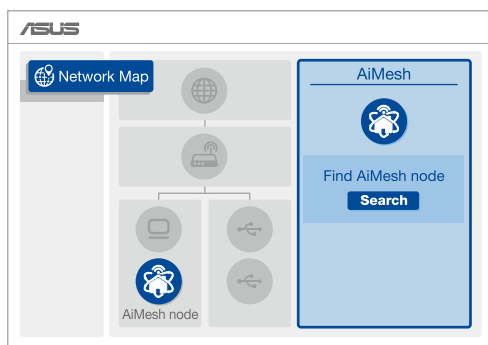 ASUS
Network Map
AiMesh
Find AiMesh node
Search
AiMesh node